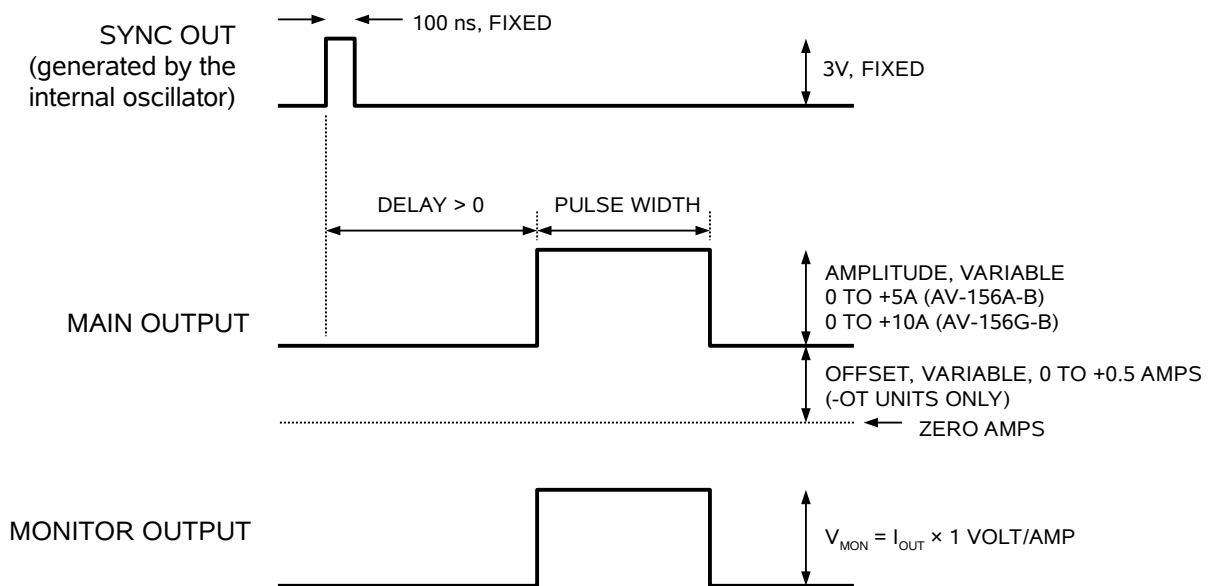 100 ns, FIXED
SYNC OUT
(generated by the
internal oscillator)
3V, FIXED
DELAY > 0
PULSE WIDTH
AMPLITUDE, VARIABLE
0 TO +5A (AV-156A-B)
0 TO +10A (AV-156G-B)
MAIN OUTPUT
OFFSET, VARIABLE, 0 TO +0.5 AMPS
(-OT UNITS ONLY)
ZERO AMPS
MONITOR OUTPUT
VMON = IOUT × 1 VOLT/AMP